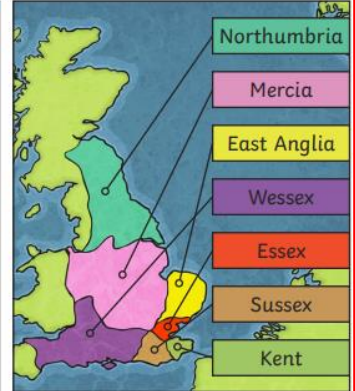 Northumbria
Mercia
East Anglia
Wessex
Essex
Sussex
Kent